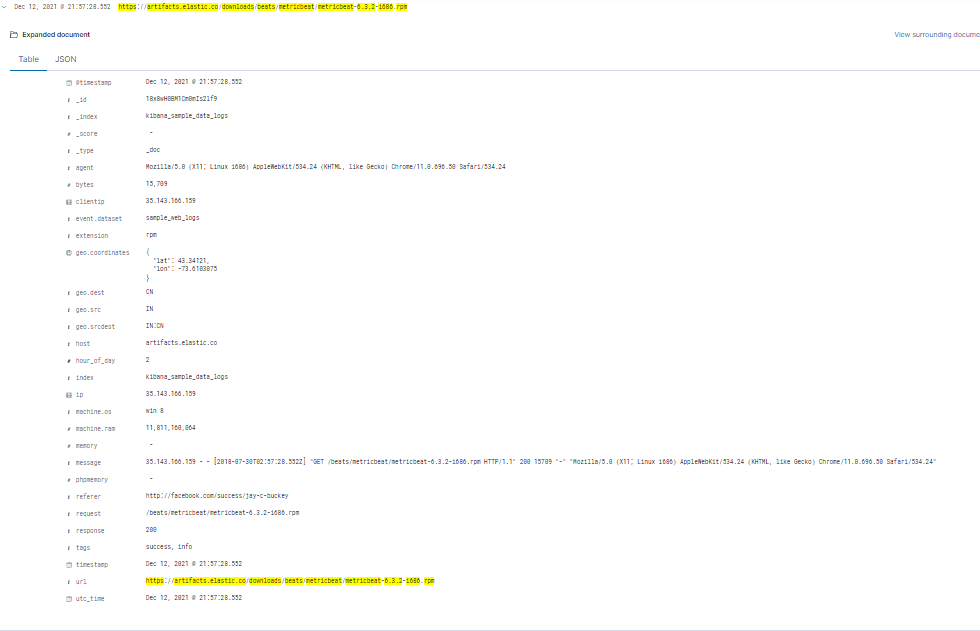 Dec 12, 2021 @ 21:57:28.552 https://artifacts.elastic.co/downloads/beats/metricbeat/metricbeat-6.3.2-i686.rpm
Expanded document View surrounding docume
Table JSON
@timestamp Dec 12, 2021 @ 21:57:28.552
_id
_index kibana_sample_data_logs
# _score -
t _type _doc
t agent Mozilla/5.0 (X11; Linux i686) AppleWebKit/534.24 (KHTML, like Gecko) Chrome/11.0.696.50 Safari/534.24
# bytes 15,709
clientip 35.143.166.159
t event.dataset sample_web_logs
t extension rpm
geo.coordinates {
"lat": 43.34121,
"lon": -73.6103075
}
t geo.dest CN
t geo.src IN
t geo.srcdest IN:CN
t host artifacts.elastic.co
# hour_of_day 2
t index kibana_sample_data_logs
ip 35.143.166.159
t machine.os win 8
# machine.ram 11,811,160,064
# memory -
t message 35.143.166.159 - - [2018-07-30T02:57:28.552Z] "GET /beats/metricbeat/metricbeat-6.3.2-i686.rpm HTTP/1.1" 200 15709 "-" "Mozilla/5.0 (X11; Linux i686) AppleWebKit/534.24 (KHTML, like Gecko) Chrome/11.0.696.50 Safari/534.24"
# phpmemory -
t referer http://facebook.com/success/jay-c-buckey
t request /beats/metricbeat/metricbeat-6.3.2-i686.rpm
t response 200
t tags success, info
timestamp Dec 12, 2021 @ 21:57:28.552
t url https://artifacts.elastic.co/downloads/beats/metricbeat/metricbeat-6.3.2-i686.rpm
utc_time Dec 12, 2021 @ 21:57:28.552